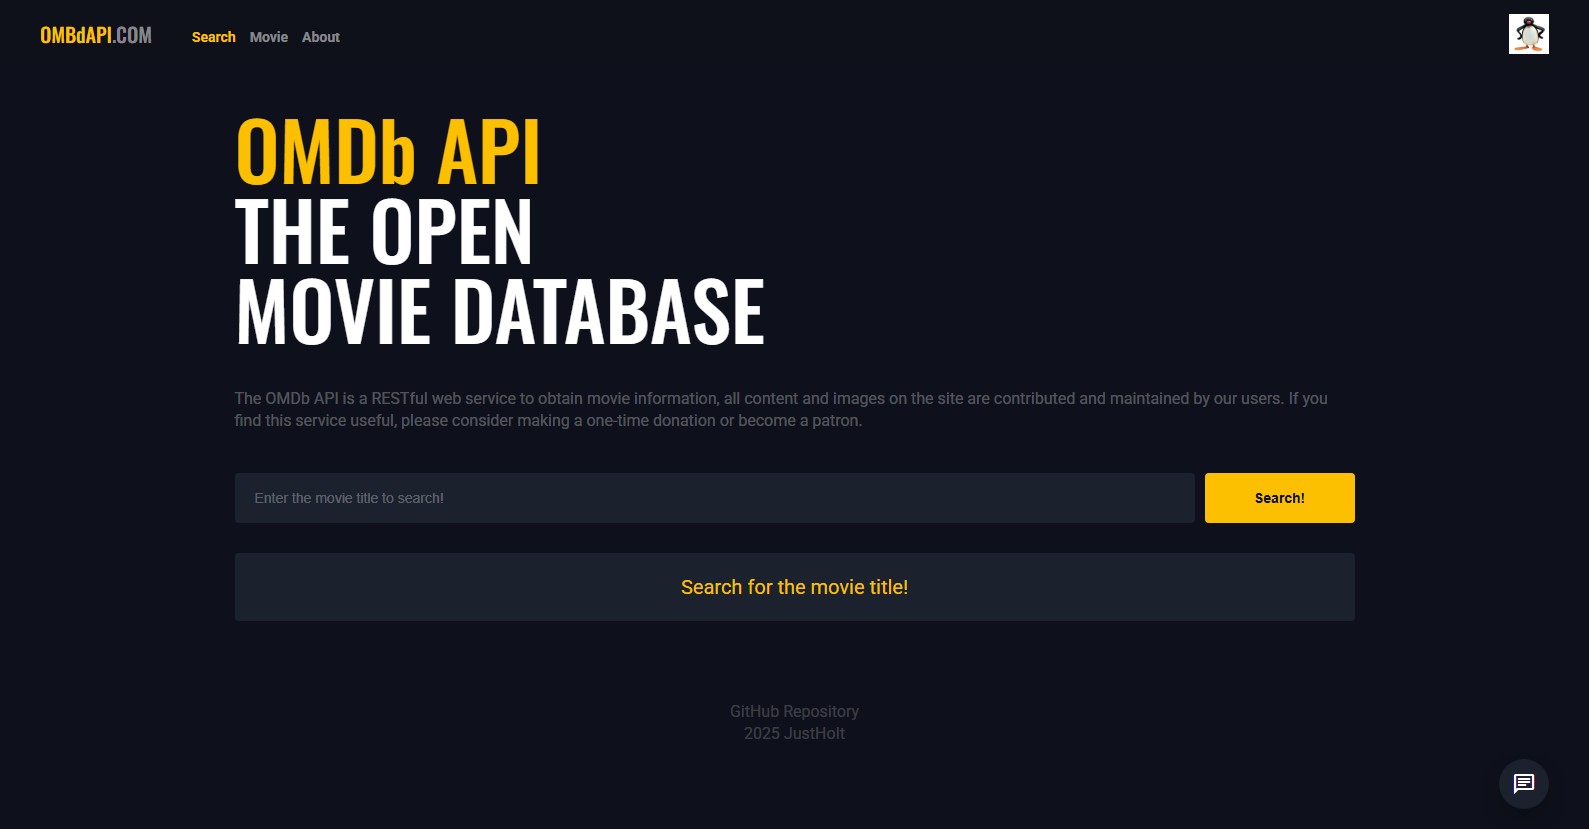 OMBdAPI.COM
Search Movie About
OMDb API
THE OPEN
MOVIE DATABASE
The OMDb API is a RESTful web service to obtain movie information, all content and images on the site are contributed and maintained by our users. If you
find this service useful, please consider making a one-time donation or become a patron.
Enter the movie title to search!
Search!
Search for the movie title!
GitHub Repository
2025 JustHolt